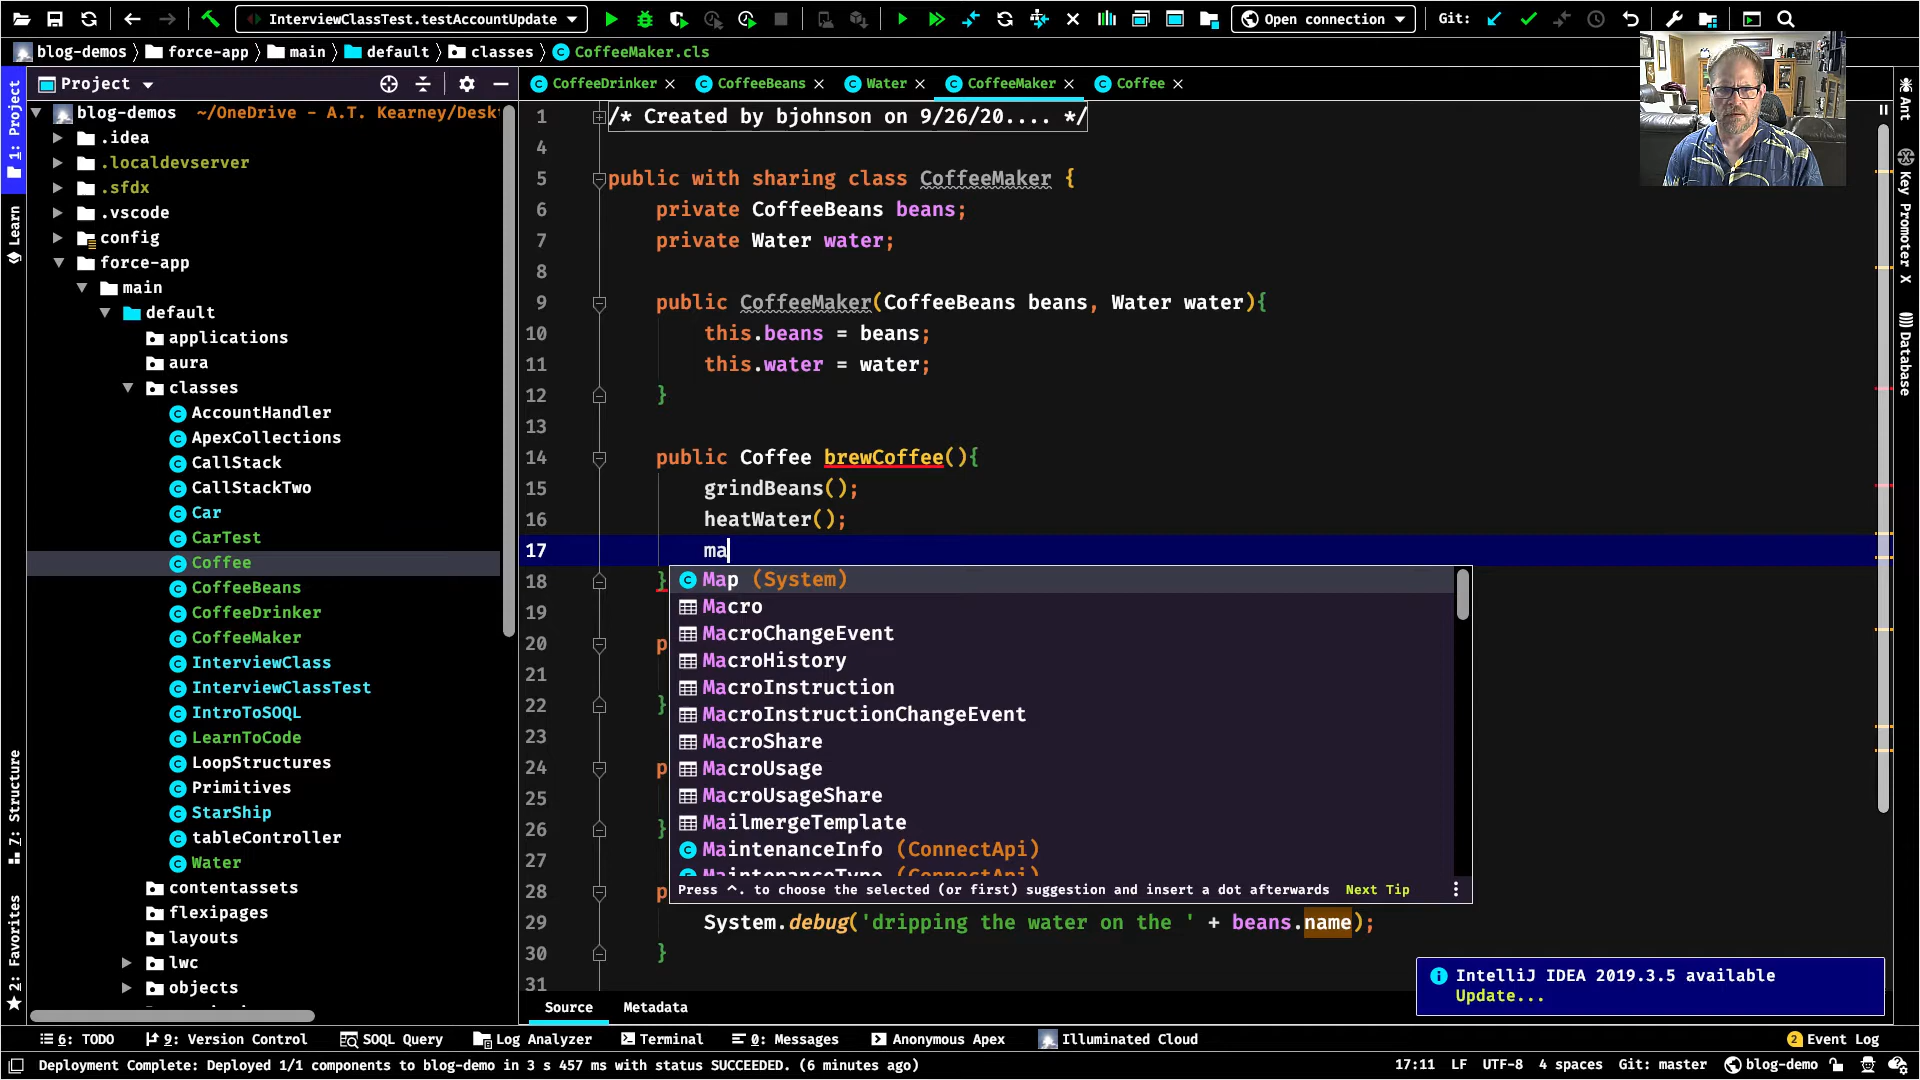 InterviewClassTest.testAccountUpdate
Open connection
Git:
blog-demos
force-app
main
default
classes
CoffeeMaker.cls
Project
CoffeeDrinker
CoffeeBeans
Water
CoffeeMaker
Coffee
1: Project
Learn
7: Structure
2: Favorites
blog-demos ~/OneDrive - A.T. Kearney/Desk
.idea
.localdevserver
.sfdx
.vscode
config
force-app
main
default
applications
aura
classes
AccountHandler
ApexCollections
CallStack
CallStackTwo
Car
CarTest
Coffee
CoffeeBeans
CoffeeDrinker
CoffeeMaker
InterviewClass
InterviewClassTest
IntroToSOQL
LearnToCode
LoopStructures
Primitives
StarShip
tableController
Water
contentassets
flexipages
layouts
lwc
objects
1 /* Created by bjohnson on 9/26/20.... */
4
5 public with sharing class CoffeeMaker {
6 private CoffeeBeans beans;
7 private Water water;
8
9 public CoffeeMaker(CoffeeBeans beans, Water water){
10 this.beans = beans;
11 this.water = water;
12 }
13
14 public Coffee brewCoffee(){
15 grindBeans();
16 heatWater();
17 ma
18 }
19
20 p
21
22 }
23
24 p
25
26 }
27
28 p
29 System.debug('dripping the water on the ' + beans.name);
30 }
31
Map (System)
Macro
MacroChangeEvent
MacroHistory
MacroInstruction
MacroInstructionChangeEvent
MacroShare
MacroUsage
MacroUsageShare
MailmergeTemplate
MaintenanceInfo (ConnectApi)
MaintenanceType (ConnectApi)
Press ^. to choose the selected (or first) suggestion and insert a dot afterwards Next Tip
Ant
Key Promoter X
Database
IntelliJ IDEA 2019.3.5 available
Update...
Source
Metadata
6: TODO
9: Version Control
SOQL Query
Log Analyzer
Terminal
0: Messages
Anonymous Apex
Illuminated Cloud
2 Event Log
Deployment Complete: Deployed 1/1 components to blog-demo in 3 s 457 ms with status SUCCEEDED. (6 minutes ago)
17:11
LF
UTF-8
4 spaces
Git: master
blog-demo